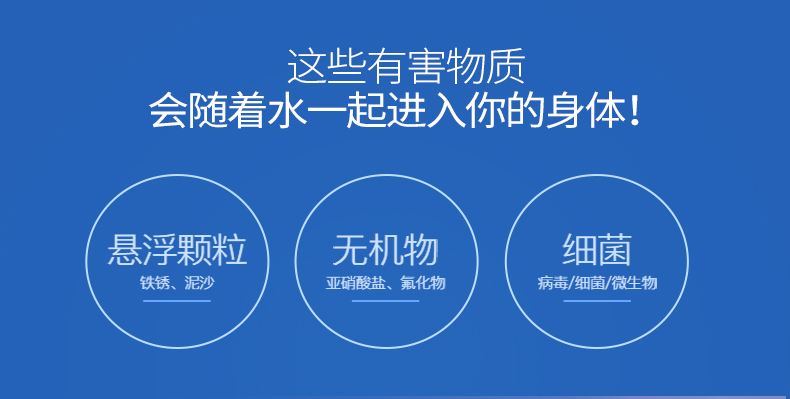 这些有害物质
会随着水一起进入你的身体！
悬浮颗粒
铁锈、泥沙
无机物
亚硝酸盐、氟化物
细菌
病毒/细菌/微生物